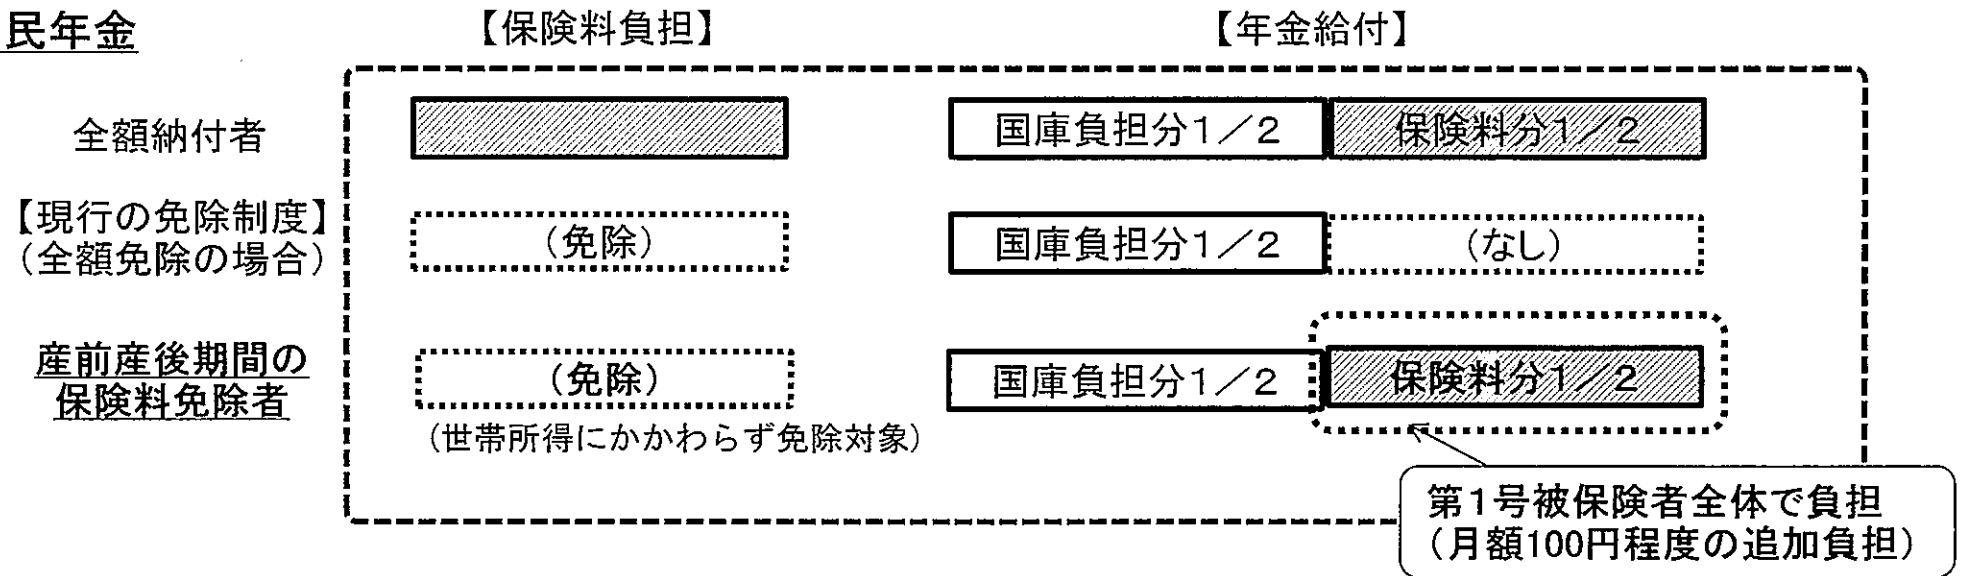 民年金
【保険料負担】
【年金給付】
全額納付者
国庫負担分1／2
保険料分1／2
【現行の免除制度】
（全額免除の場合）
（免除）
国庫負担分1／2
（なし）
産前産後期間の
保険料免除者
（免除）
（世帯所得にかかわらず免除対象）
国庫負担分1／2
保険料分1／2
第1号被保険者全体で負担
（月額100円程度の追加負担）